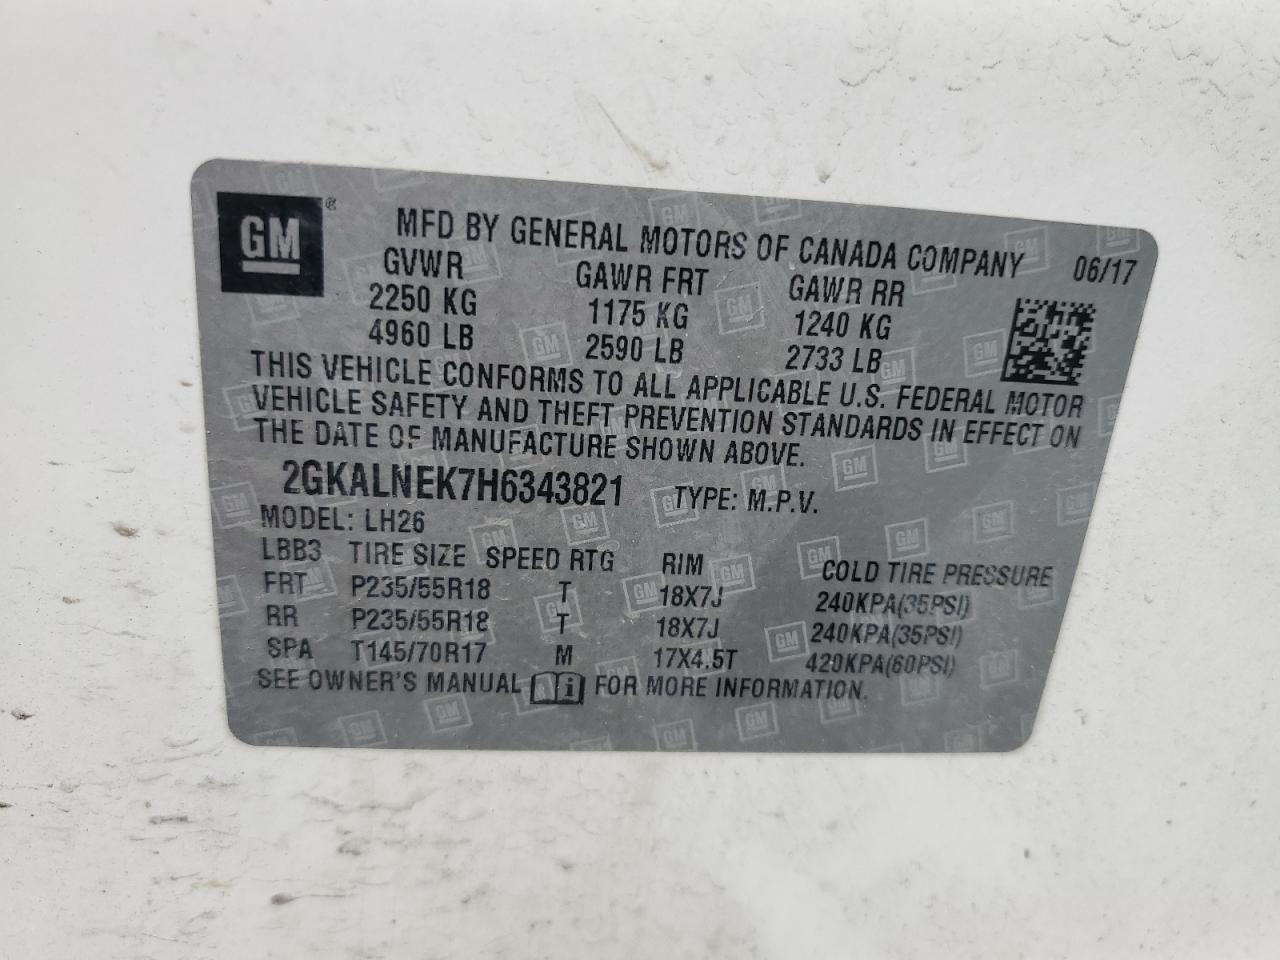 GM®
MFD BY GENERAL MOTORS OF CANADA COMPANY 06/17
GVWR GAWR FRT GAWR RR
2250 KG 1175 KG 1240 KG
4960 LB 2590 LB 2733 LB
THIS VEHICLE CONFORMS TO ALL APPLICABLE U.S. FEDERAL MOTOR
VEHICLE SAFETY AND THEFT PREVENTION STANDARDS IN EFFECT ON
THE DATE OF MANUFACTURE SHOWN ABOVE.
2GKALNEK7H6343821 TYPE: M.P.V.
MODEL: LH26
LBB3 TIRE SIZE SPEED RTG RIM COLD TIRE PRESSURE
FRT P235/55R18 T 18X7J 240KPA(35PSI)
RR P235/55R18 T 18X7J 240KPA(35PSI)
SPA T145/70R17 M 17X4.5T 420KPA(60PSI)
SEE OWNER'S MANUAL i FOR MORE INFORMATION.